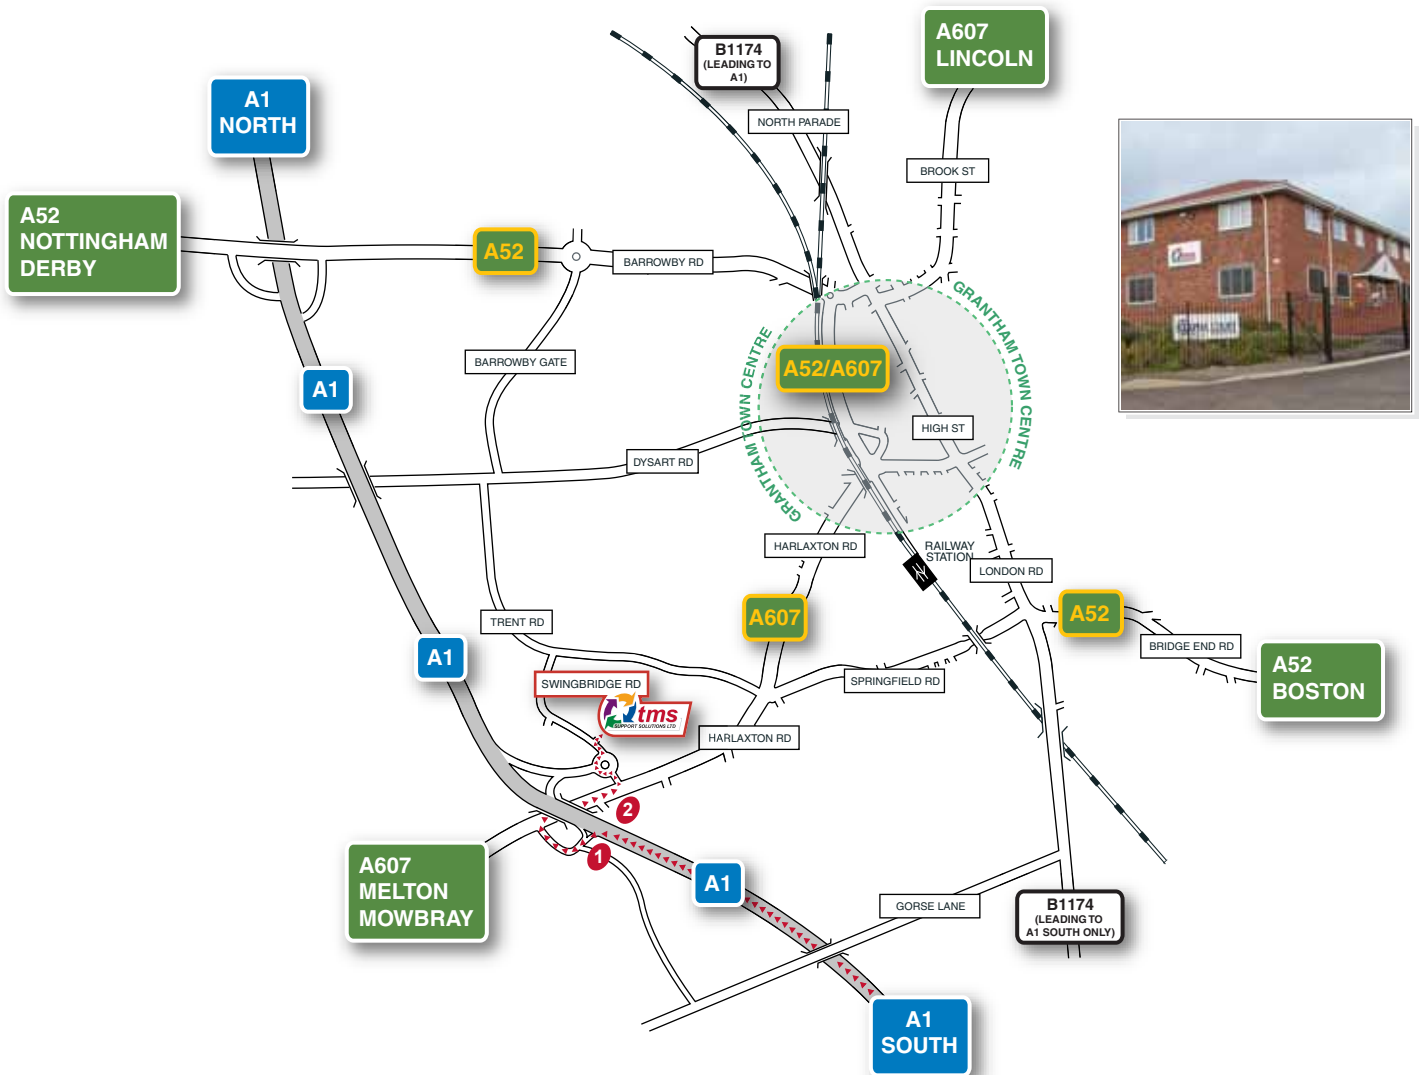 B1174
(LEADING TO
A1)
A607
LINCOLN
A1
NORTH
NORTH PARADE
BROOK ST
A52
NOTTINGHAM
DERBY
A52
BARROWBY RD
GRANTHAM TOWN CENTRE
GRANTHAM TOWN CENTRE
BARROWBY GATE
A52/A607
A1
HIGH ST
DYSART RD
HARLAXTON RD
RAILWAY
STATION
LONDON RD
A607
A52
TRENT RD
BRIDGE END RD
A1
SWINGBRIDGE RD
SPRINGFIELD RD
A52
BOSTON
tms
SUPPORT SOLUTIONS LTD
HARLAXTON RD
2
1
A607
MELTON
MOWBRAY
A1
GORSE LANE
B1174
(LEADING TO
A1 SOUTH ONLY)
A1
SOUTH